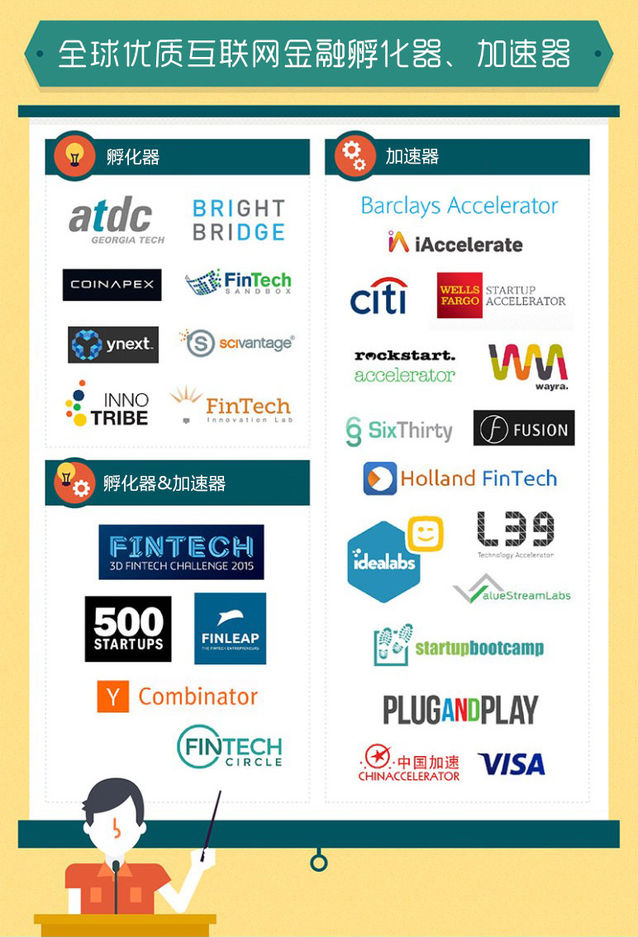 全球优质互联网金融孵化器、加速器
孵化器
atdc
GEORGIA TECH
BRIGHT
BRIDGE
COINAPEX
FinTech
SANDBOX
ynext
S scivantage®
INNO
TRIBE
FinTech
Innovation Lab
孵化器&加速器
FINTECH
3D FINTECH CHALLENGE 2015
500
STARTUPS
FINLEAP
THE FINTECH ENTREPRENEURS
Y Combinator
FINTECH
CIRCLE
加速器
Barclays Accelerator
iA iAccelerate
citi
WELLS
FARGO
STARTUP
ACCELERATOR
rockstart.
accelerator
wayra.
SixThirty
F FUSION
Holland FinTech
idealabs
L39
Technology Accelerator
ValueStreamLabs
startupbootcamp
PLUGANDPLAY
中国加速
CHINACCELERATOR
VISA